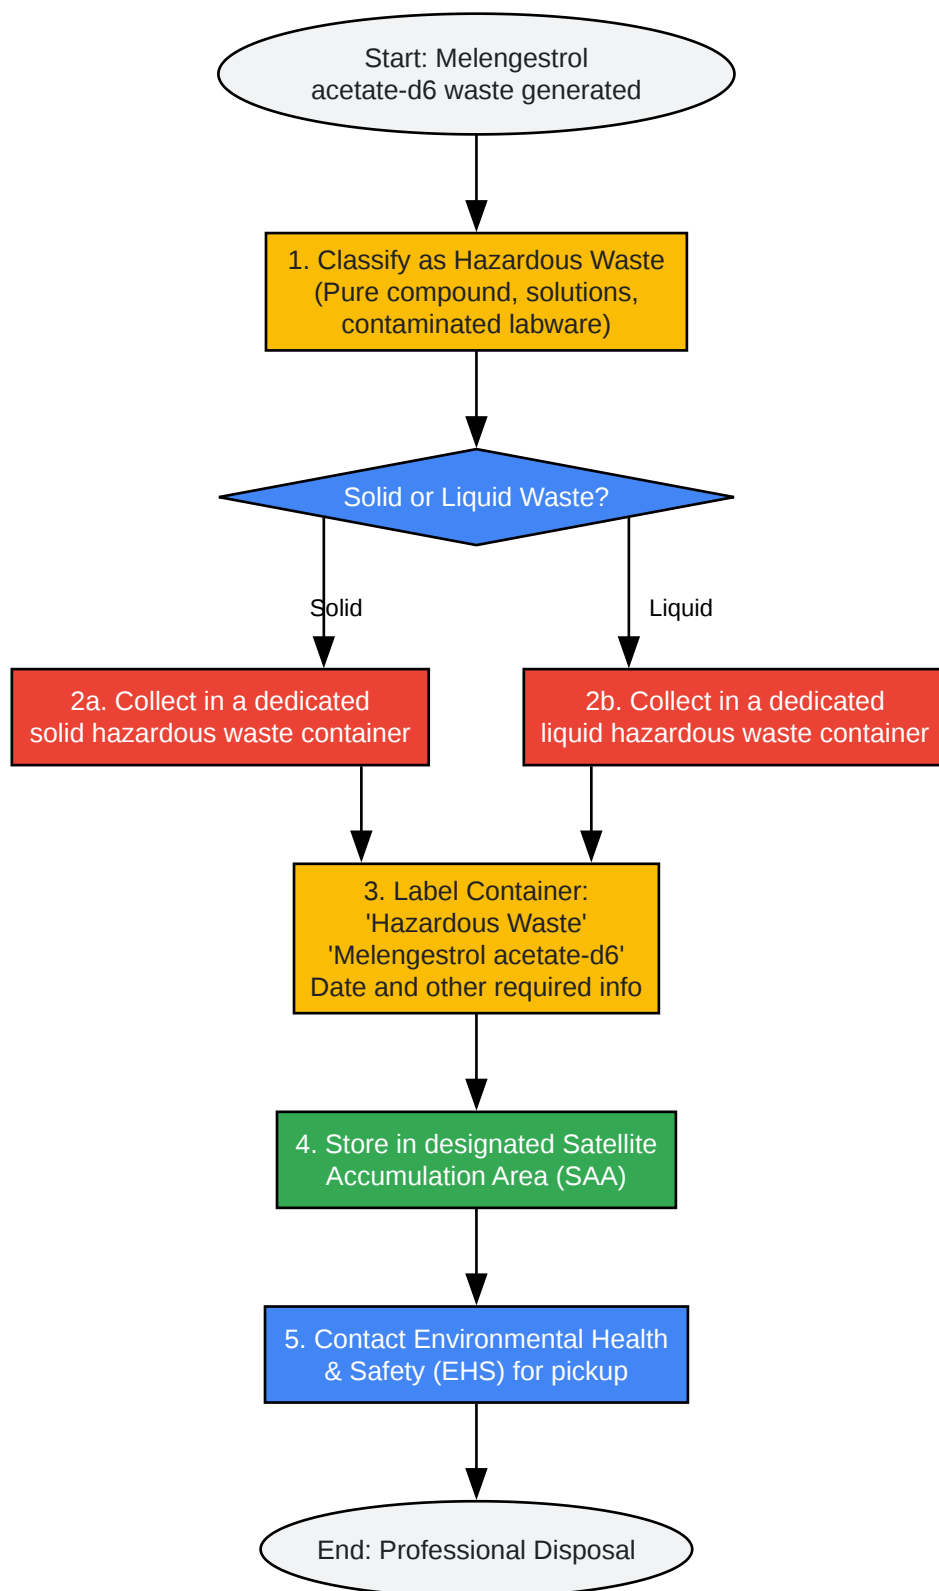 Start: Melengestrol
acetate-d6 waste generated
1. Classify as Hazardous Waste
(Pure compound, solutions,
contaminated labware)
Solid or Liquid Waste?
Solid
Liquid
2a. Collect in a dedicated
solid hazardous waste container
2b. Collect in a dedicated
liquid hazardous waste container
3. Label Container:
'Hazardous Waste'
'Melengestrol acetate-d6'
Date and other required info
4. Store in designated Satellite
Accumulation Area (SAA)
5. Contact Environmental Health
& Safety (EHS) for pickup
End: Professional Disposal